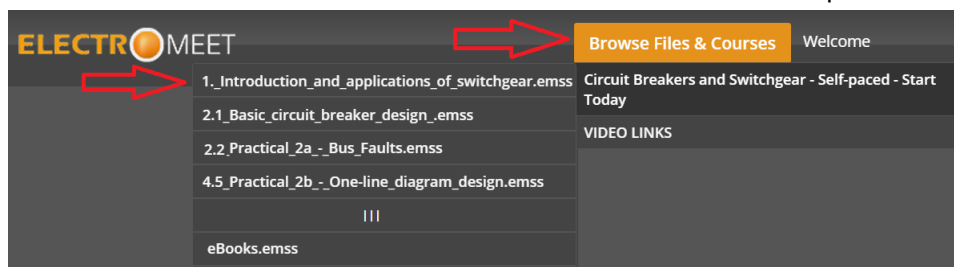 ELECTROMEET
Browse Files & Courses
Welcome
1._Introduction_and_applications_of_switchgear.emss
2.1_Basic_circuit_breaker_design_.emss
2.2_Practical_2a_-_Bus_Faults.emss
4.5_Practical_2b_-_One-line_diagram_design.emss
|||
eBooks.emss
Circuit Breakers and Switchgear - Self-paced - Start
Today
VIDEO LINKS